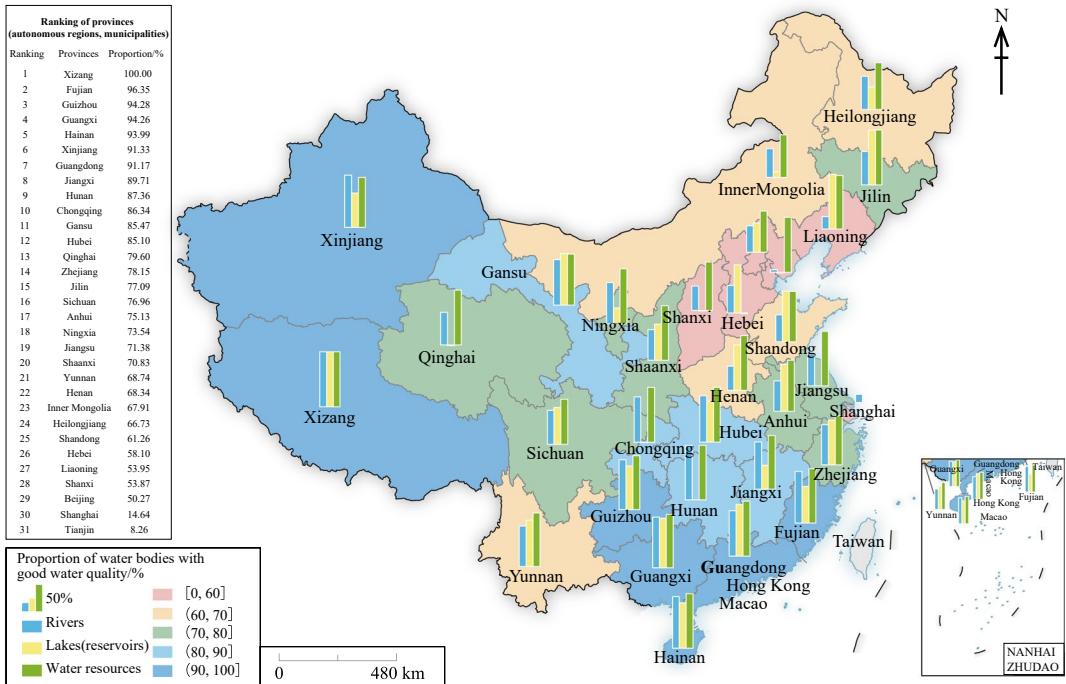 Ranking of provinces
(autonomous regions, municipalities)
Ranking Provinces Proportion/%
1 Xizang 100.00
2 Fujian 96.35
3 Guizhou 94.28
4 Guangxi 94.26
5 Hainan 93.99
6 Xinjiang 91.33
7 Guangdong 91.17
8 Jiangxi 89.71
9 Hunan 87.36
10 Chongqing 86.34
11 Gansu 85.47
12 Hubei 85.10
13 Qinghai 79.60
14 Zhejiang 78.15
15 Jilin 77.09
16 Sichuan 76.96
17 Anhui 75.13
18 Ningxia 73.54
19 Jiangsu 71.38
20 Shaanxi 70.83
21 Yunnan 68.74
22 Henan 68.34
23 Inner Mongolia 67.91
24 Heilongjiang 66.73
25 Shandong 61.26
26 Hebei 58.10
27 Liaoning 53.95
28 Shanxi 53.87
29 Beijing 50.27
30 Shanghai 14.64
31 Tianjin 8.26
N
Heilongjiang
InnerMongolia
Jilin
Xinjiang
Liaoning
Gansu
Ningxia
Shanxi
Hebei
Qinghai
Shaanxi
Shandong
Xizang
Henan
Jiangsu
Anhui
Shanghai
Sichuan
Chongqing
Hubei
Zhejiang
Jiangxi
Guizhou
Hunan
Fujian
Yunnan
Guangxi
Guangdong
Taiwan
Hong Kong
Macao
Hainan
Guangxi
Guangdong
Taiwan
Hong
Kong
Macao
Hong Kong
Fujian
Yunnan
Macao
NANHAI
ZHUDAO
Proportion of water bodies with
good water quality/%
50%
Rivers
Lakes(reservoirs)
Water resources
[0, 60]
(60, 70]
(70, 80]
(80, 90]
(90, 100]
0 480 km